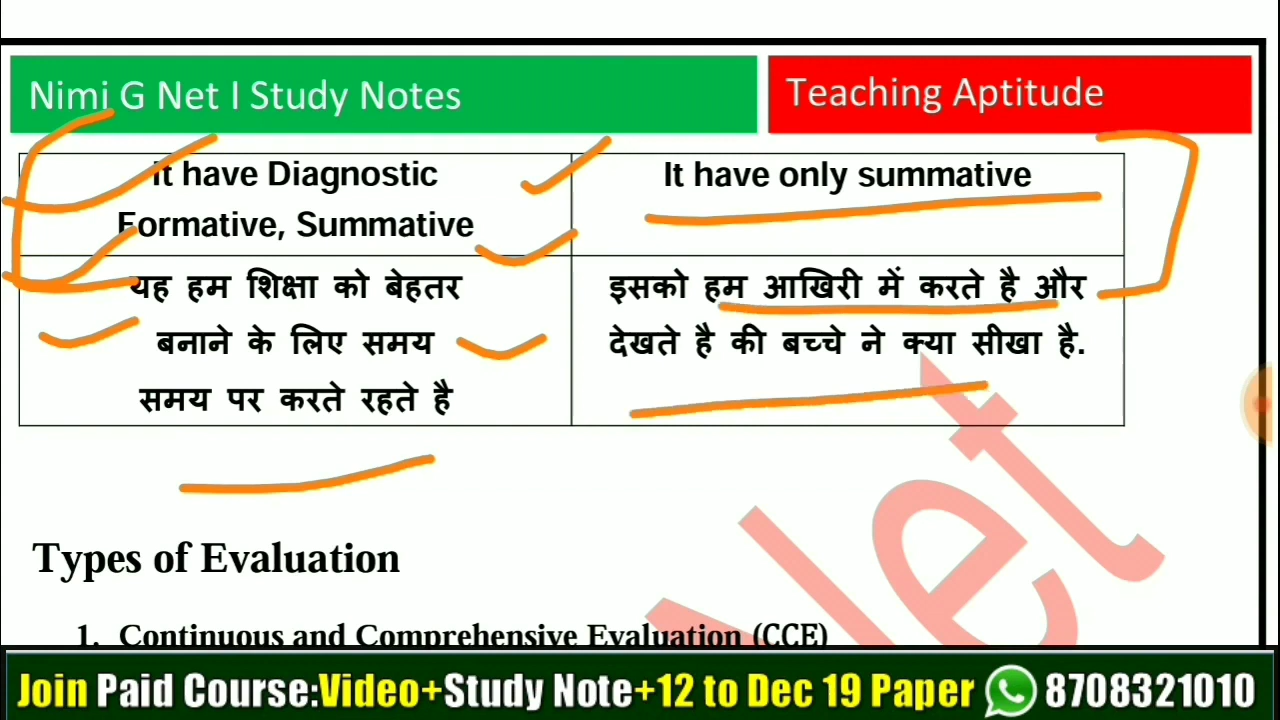 Nimi G Net I Study Notes
Teaching Aptitude
It have Diagnostic
Formative, Summative
It have only summative
यह हम शिक्षा को बेहतर
बनाने के लिए समय
समय पर करते रहते है
इसको हम आखिरी में करते है और
देखते है की बच्चे ने क्या सीखा है.
Types of Evaluation
1. Continuous and Comprehensive Evaluation (CCE)
Net
Join Paid Course:Video+Study Note+12 to Dec 19 Paper 8708321010